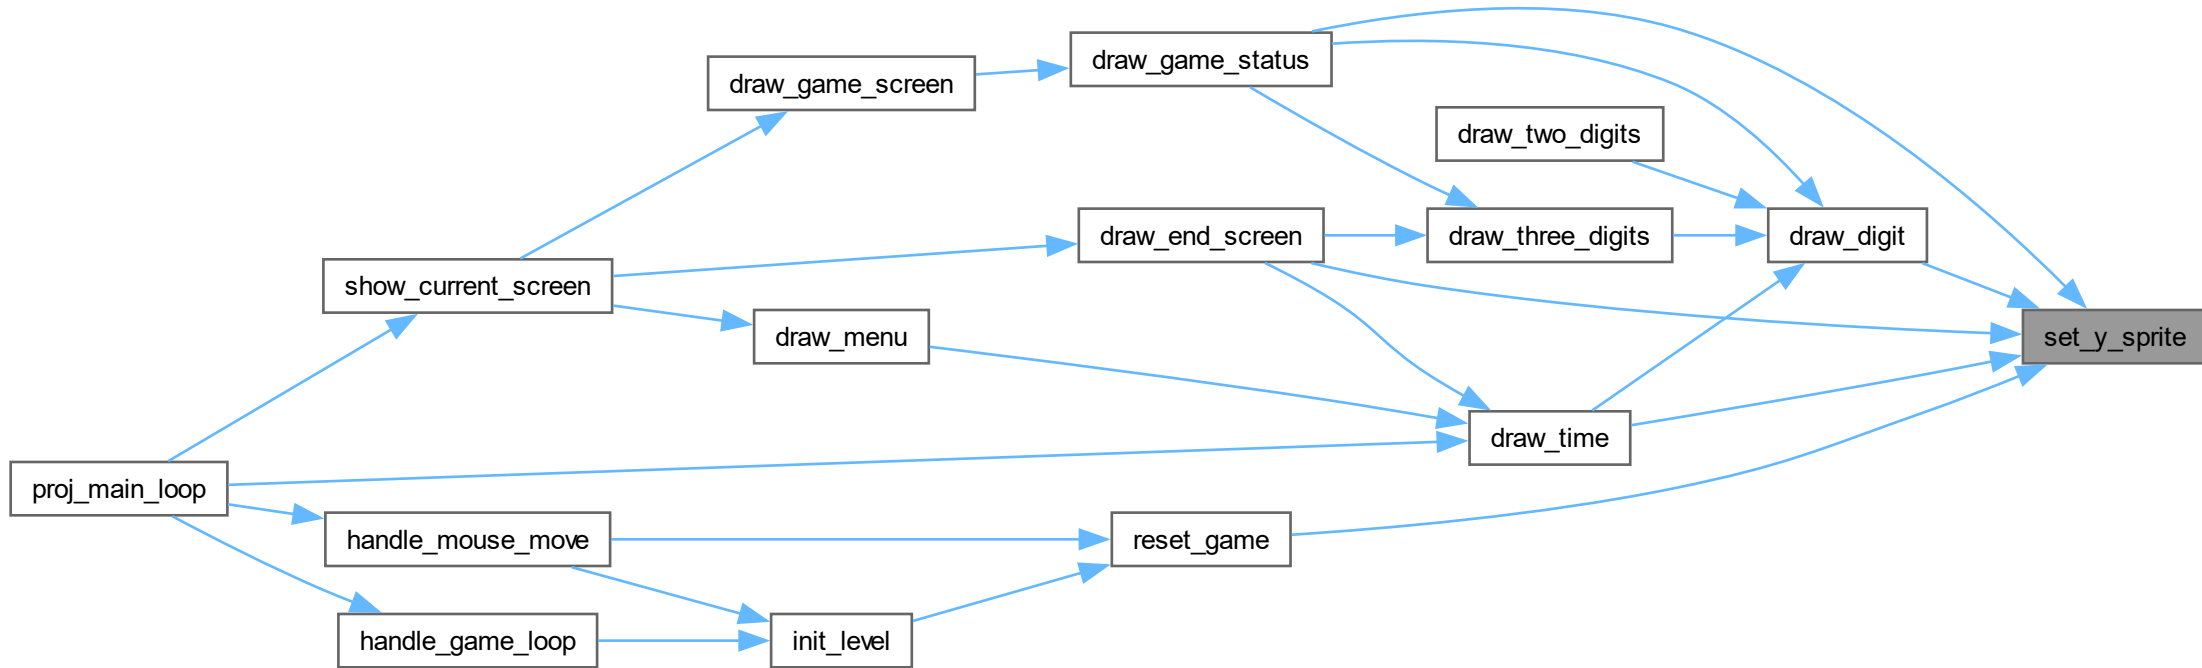 draw_game_status
draw_game_screen
draw_two_digits
draw_end_screen
draw_three_digits
draw_digit
show_current_screen
draw_menu
set_y_sprite
draw_time
proj_main_loop
handle_mouse_move
reset_game
handle_game_loop
init_level